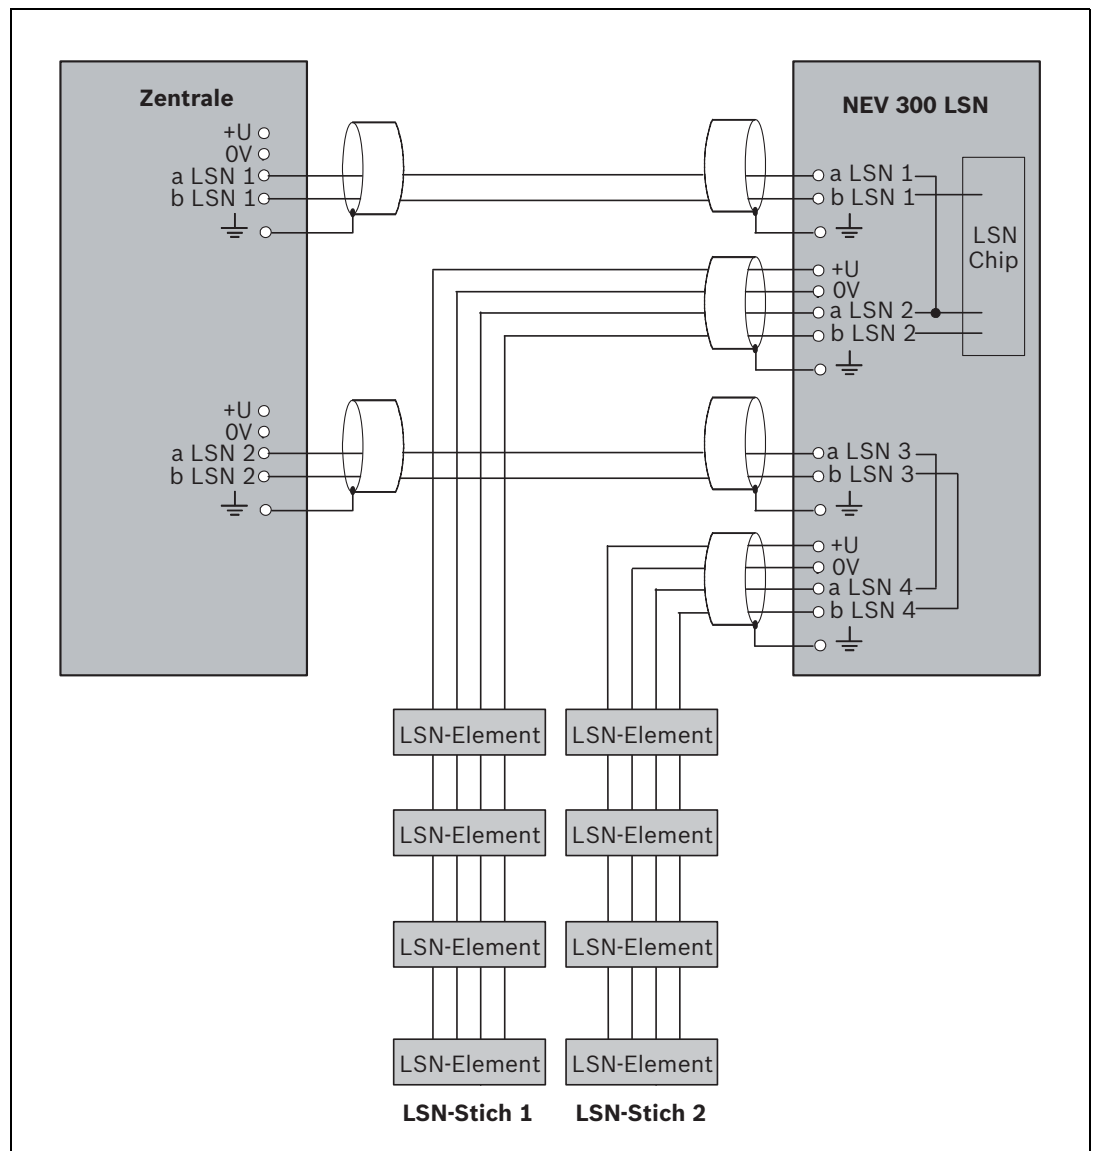 Zentrale
+U
0V
a LSN 1
b LSN 1
+U
0V
a LSN 2
b LSN 2
NEV 300 LSN
a LSN 1
b LSN 1
LSN
Chip
+U
0V
a LSN 2
b LSN 2
a LSN 3
b LSN 3
+U
0V
a LSN 4
b LSN 4
LSN-Element LSN-Element
LSN-Element LSN-Element
LSN-Element LSN-Element
LSN-Element LSN-Element
LSN-Stich 1 LSN-Stich 2